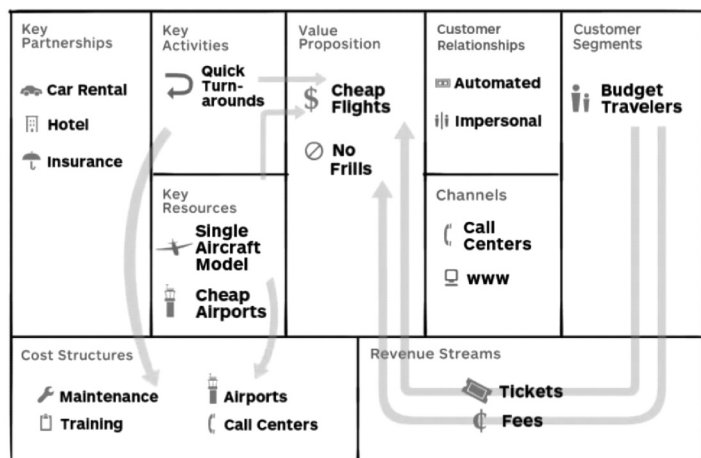 Key
Partnerships
Car Rental
Hotel
Insurance
Key
Activities
Quick
Turn-
arounds
Key
Resources
Single
Aircraft
Model
Cheap
Airports
Value
Proposition
$ Cheap
Flights
No
Frills
Customer
Relationships
Automated
Impersonal
Channels
Call
Centers
www
Customer
Segments
Budget
Travelers
Cost Structures
Maintenance
Training
Airports
Call Centers
Revenue Streams
Tickets
¢ Fees